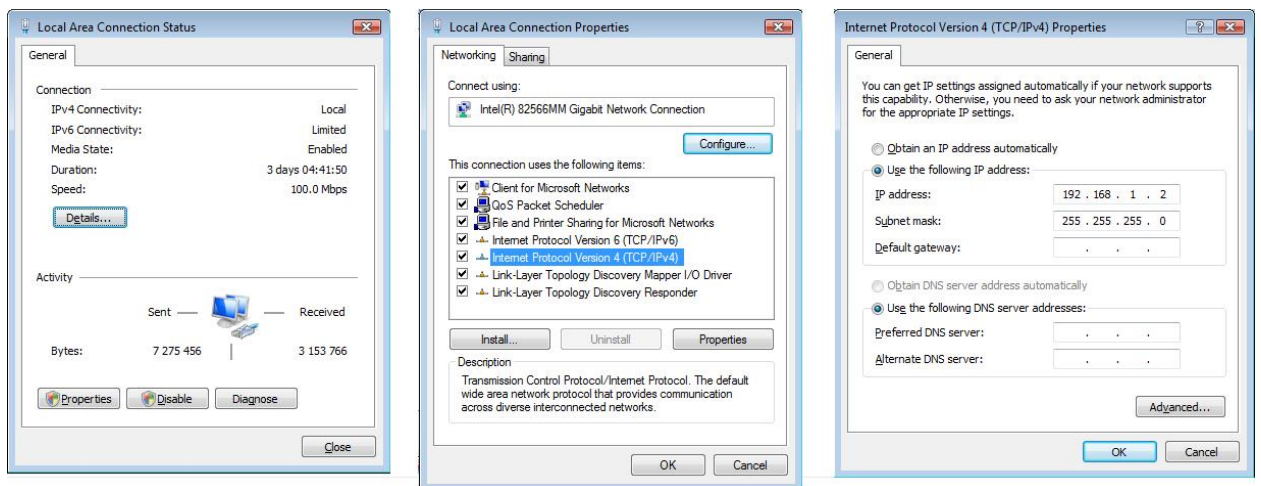 Local Area Connection Status
General
Connection
IPv4 Connectivity: Local
IPv6 Connectivity: Limited
Media State: Enabled
Duration: 3 days 04:41:50
Speed: 100.0 Mbps
Details...
Activity
Sent Received
Bytes: 7 275 456 3 153 766
Properties Disable Diagnose
Close
Local Area Connection Properties
Networking Sharing
Connect using:
Intel(R) 82566MM Gigabit Network Connection
Configure...
This connection uses the following items:
Client for Microsoft Networks
QoS Packet Scheduler
File and Printer Sharing for Microsoft Networks
Internet Protocol Version 6 (TCP/IPv6)
Internet Protocol Version 4 (TCP/IPv4)
Link-Layer Topology Discovery Mapper I/O Driver
Link-Layer Topology Discovery Responder
Install... Uninstall Properties
Description
Transmission Control Protocol/Internet Protocol. The default
wide area network protocol that provides communication
across diverse interconnected networks.
OK Cancel
Internet Protocol Version 4 (TCP/IPv4) Properties
General
You can get IP settings assigned automatically if your network supports
this capability. Otherwise, you need to ask your network administrator
for the appropriate IP settings.
Obtain an IP address automatically
Use the following IP address:
IP address: 192 . 168 . 1 . 2
Subnet mask: 255 . 255 . 255 . 0
Default gateway: . . .
Obtain DNS server address automatically
Use the following DNS server addresses:
Preferred DNS server: . . .
Alternate DNS server: . . .
Advanced...
OK Cancel